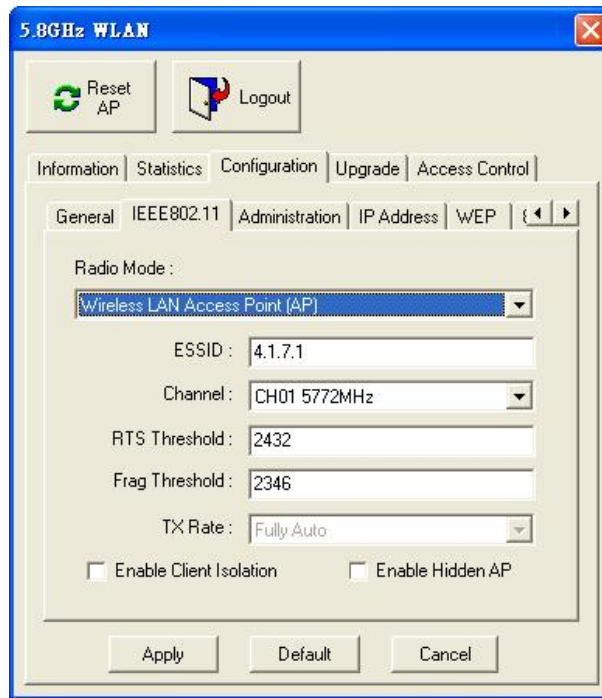 5.8GHz WLAN
Reset AP
Logout
Information Statistics Configuration Upgrade Access Control
General IEEE802.11 Administration IP Address WEP
Radio Mode :
Wireless LAN Access Point (AP)
ESSID : 4.1.7.1
Channel : CH01 5772MHz
RTS Threshold : 2432
Frag Threshold : 2346
TX Rate : Fully Auto
Enable Client Isolation Enable Hidden AP
Apply Default Cancel